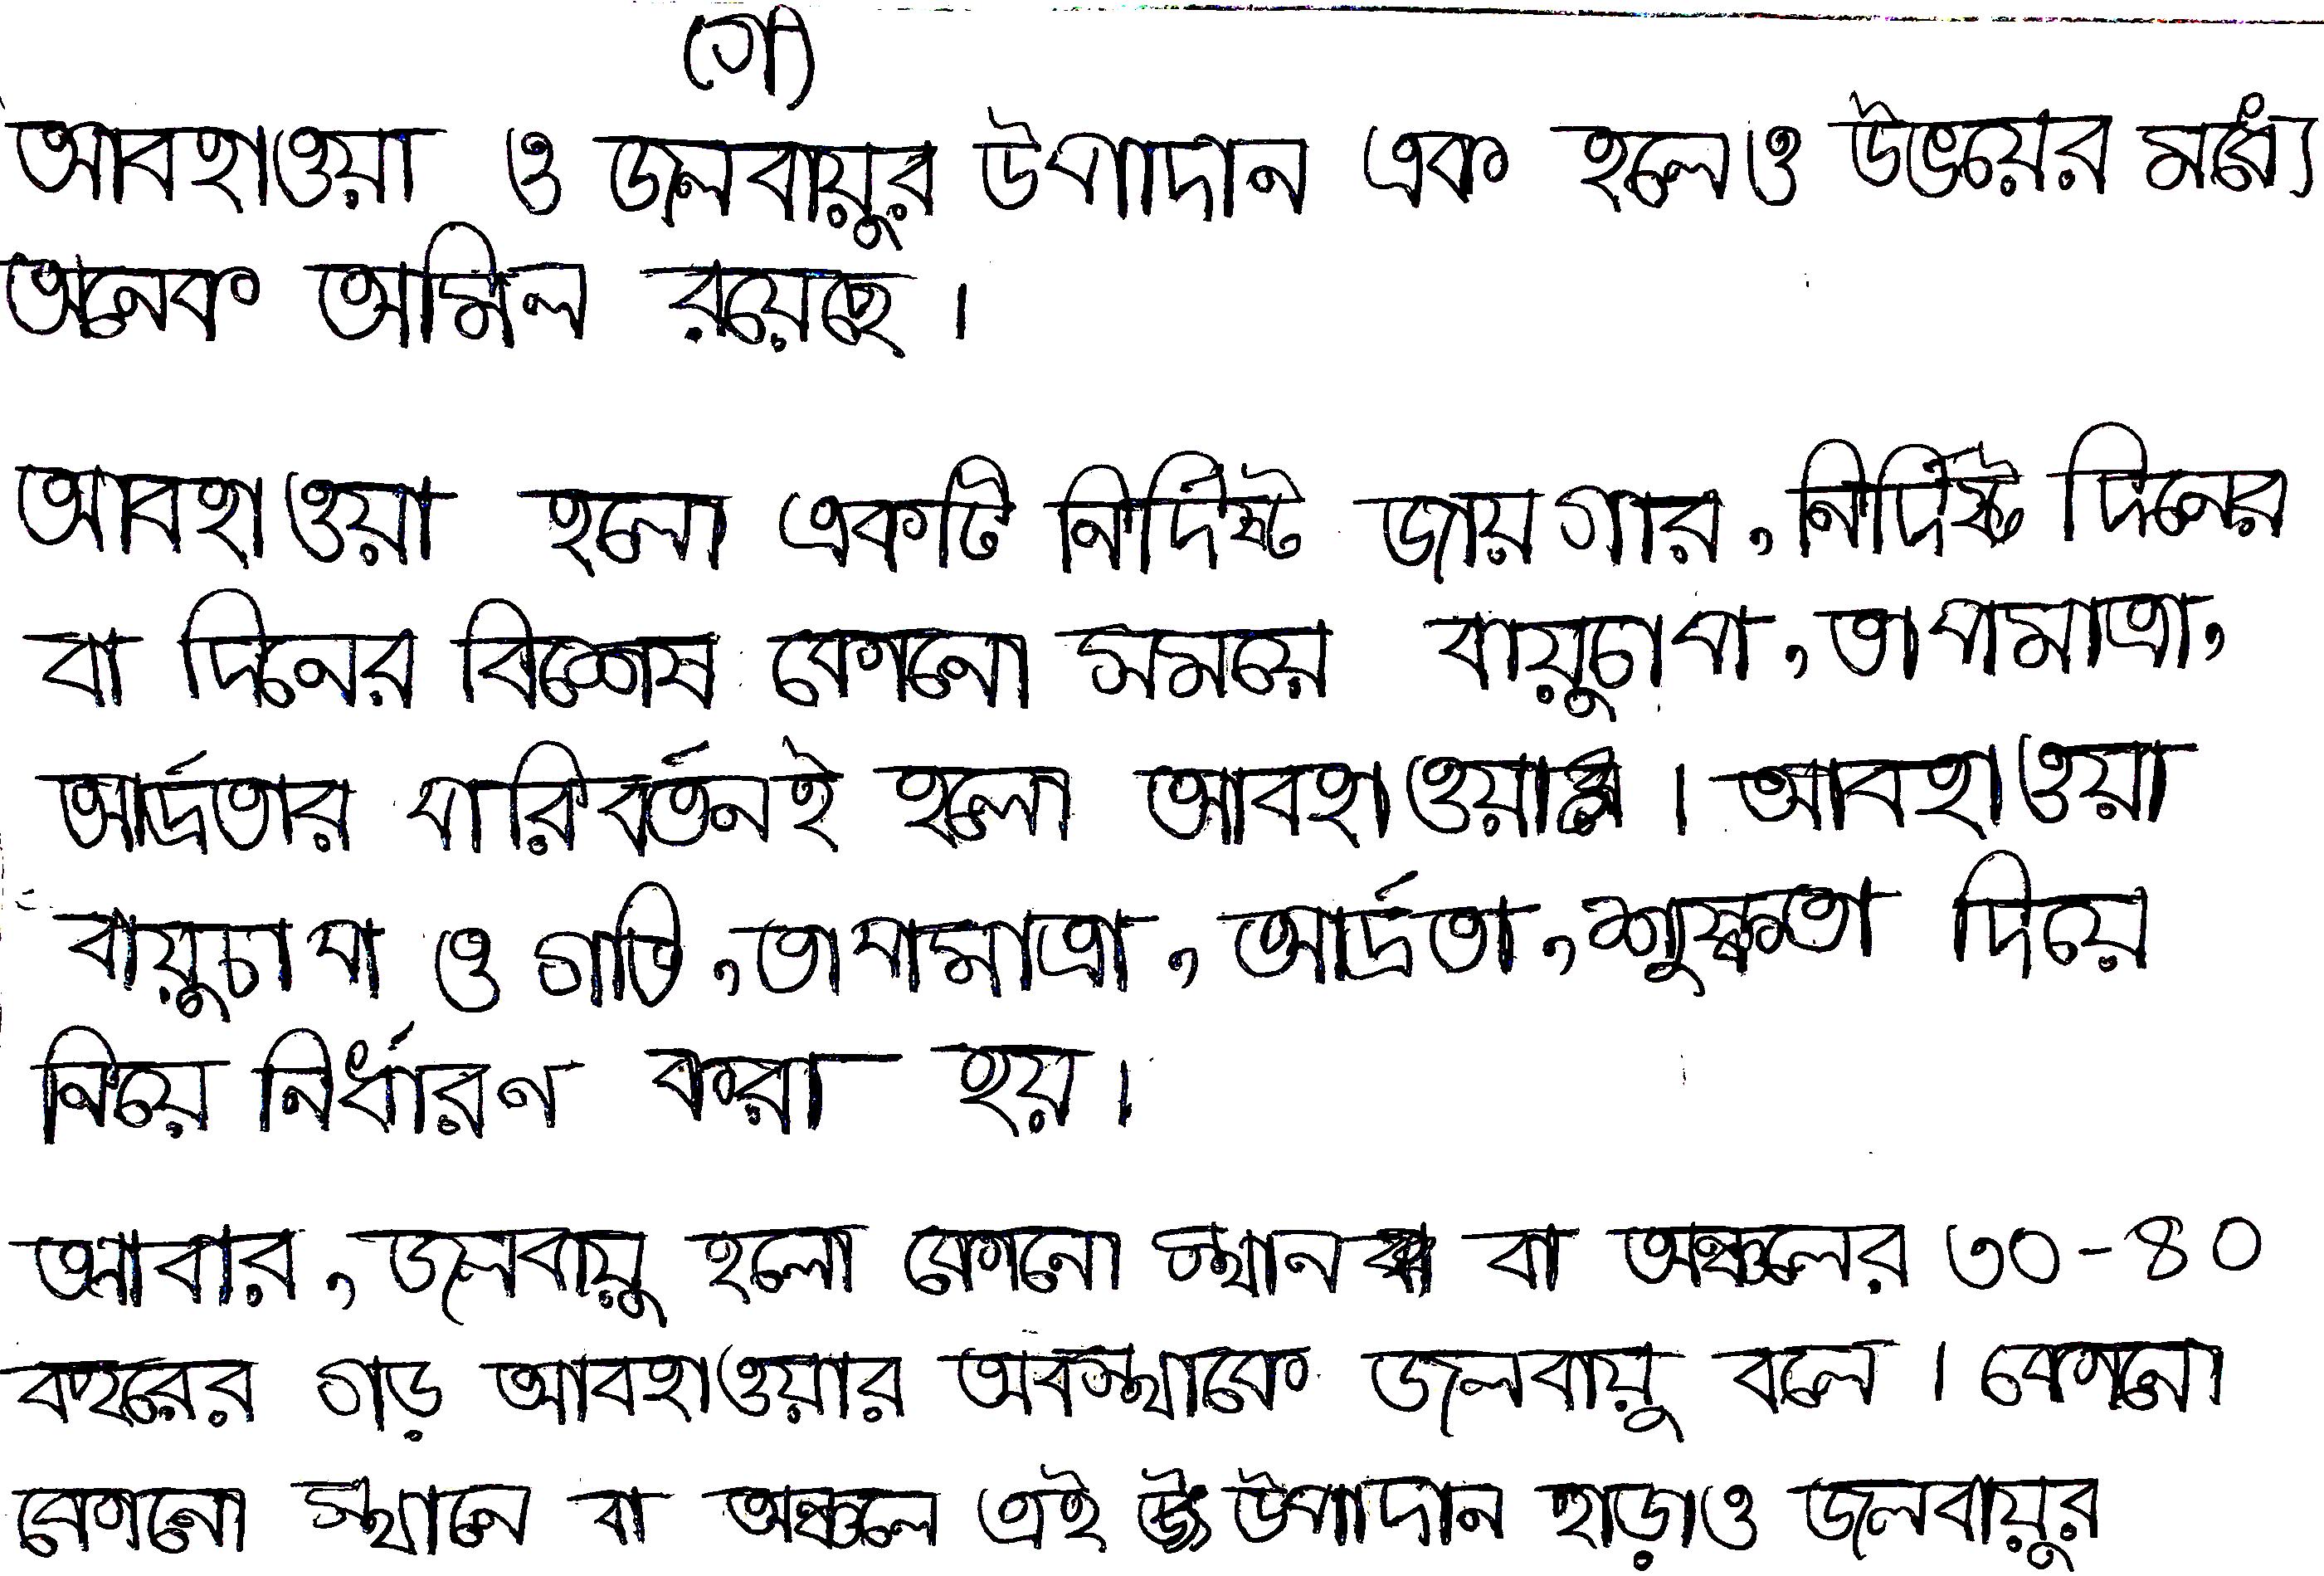 (গ)
আবহাওয়া ও জলবায়ুর উপাদান এক হলেও উভয়ের মধ্যে
অনেক অমিল রয়েছে।
আবহাওয়া হলো একটি নির্দিষ্ট জায়গার, নির্দিষ্ট দিনের
বা দিনের বিশেষ কোনো সময়ে বায়ুচাপ, তাপমাত্রা,
আর্দ্রতার পরিবর্তনই হলো আবহাওয়া। আবহাওয়া
বায়ুচাপ ও গতি, তাপমাত্রা, আর্দ্রতা, শুষ্কতা দিয়ে
নিয়ে নির্ধারন করা হয়।
আবার, জলবায়ু হলো কোনো স্থান বা অঞ্চলের ৩০-৪০
বছরের গড় আবহাওয়ার অবস্থাকে জলবায়ু বলে। কোনো
কোনো স্থানে বা অঞ্চলে এই উপাদান ছাড়াও জলবায়ুর